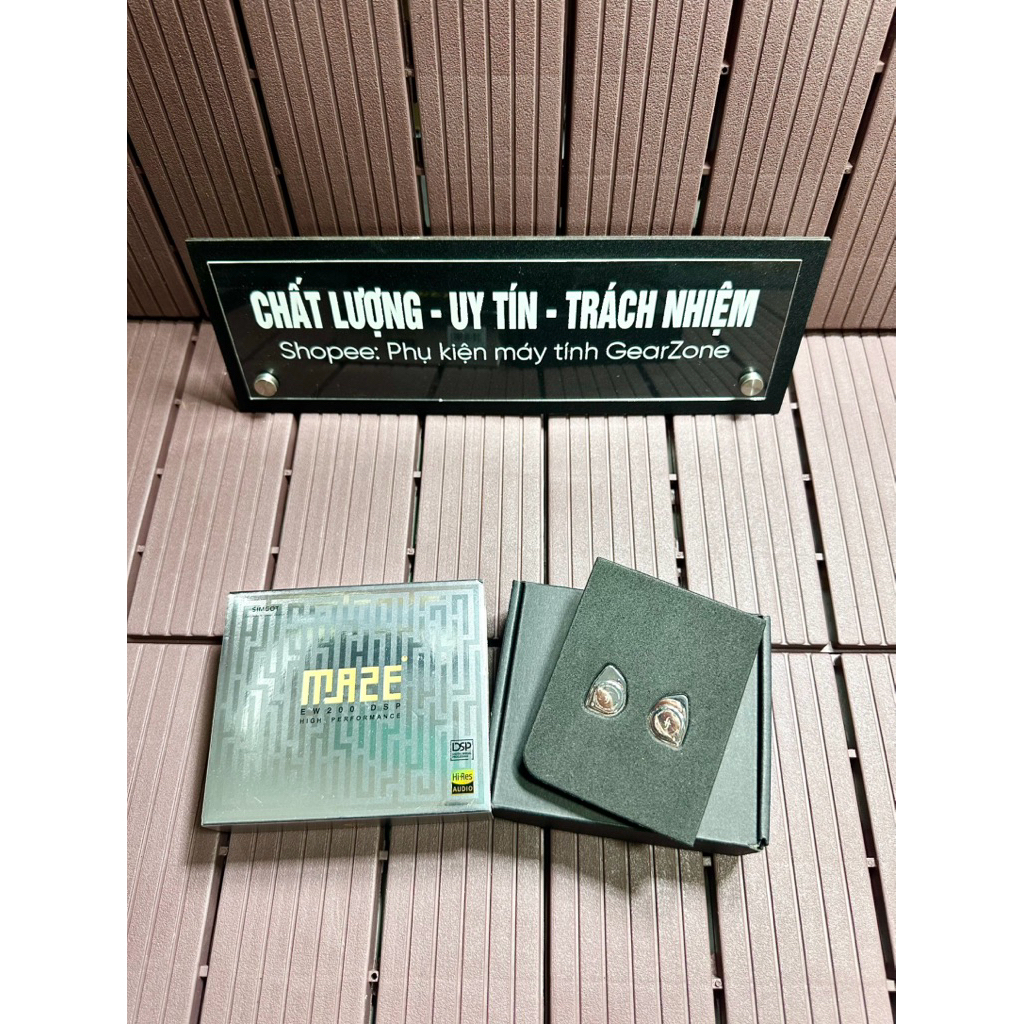 CHẤT LƯỢNG - UY TÍN - TRÁCH NHIỆM
Shopee: Phụ kiện máy tính GearZone
SIMGOT
MAZE
EW200 DSP
HIGH PERFORMANCE
DSP
Hi-Res
AUDIO